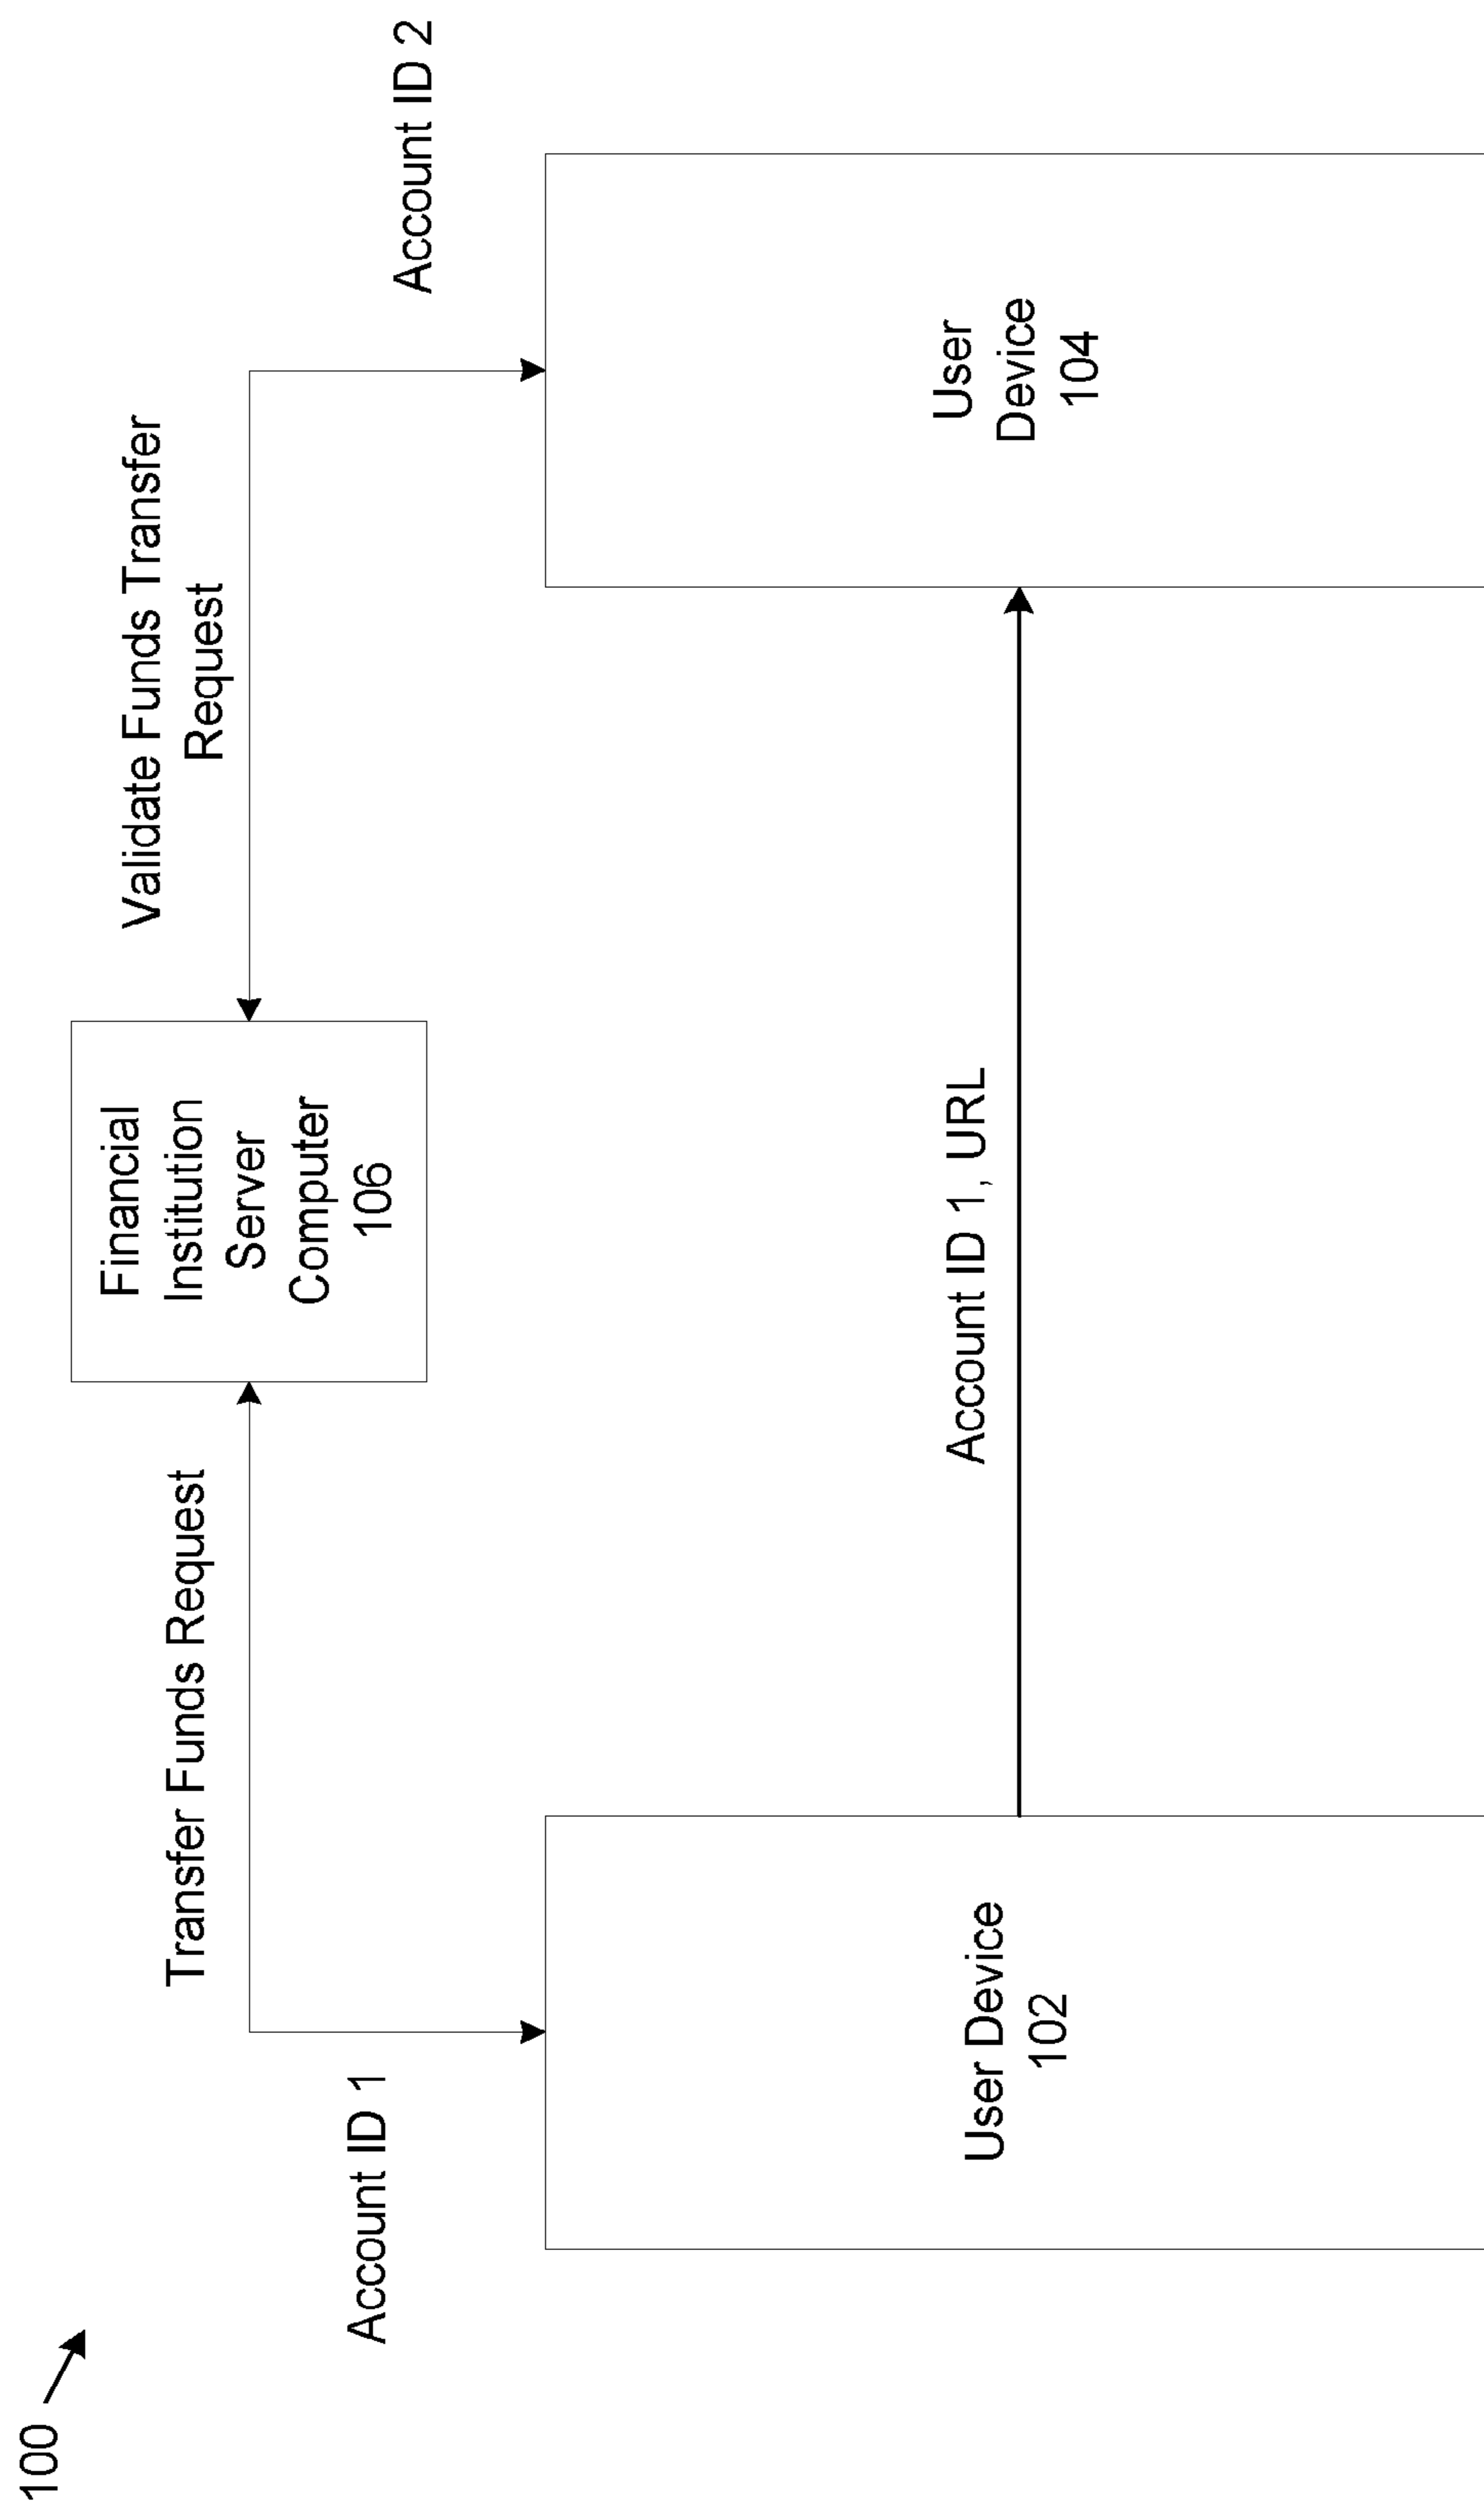 100
Account ID 1
Transfer Funds Request
Financial
Institution
Server
Computer
106
Validate Funds Transfer
Request
Account ID 2
User Device
102
Account ID 1, URL
User
Device
104